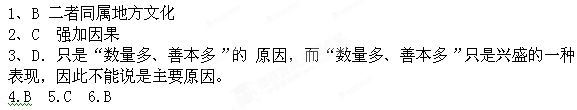 1、B 二者同属地方文化
2、C 强加因果
3、D．只是“数量多、善本多”的 原因，而“数量多、善本多”只是兴盛的一种
表现，因此不能说是主要原因。
4.B 5.C 6.B